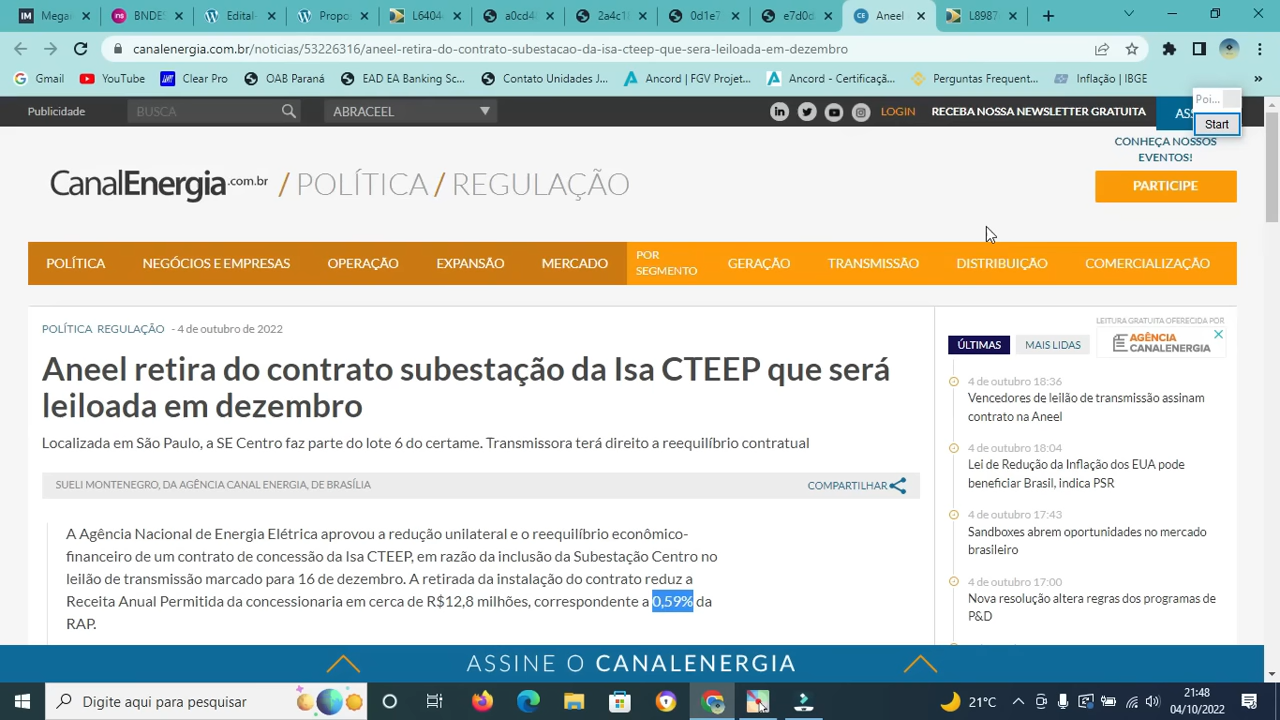 Megan
BNDES
Edital-
Propo
L6404
a0cd48
2a4c18
0d1e7
e7d0c
Aneel
L8987
canalenergia.com.br/noticias/53226316/aneel-retira-do-contrato-subestacao-da-isa-cteep-que-sera-leiloada-em-dezembro
Gmail
YouTube
Clear Pro
OAB Paraná
EAD EA Banking Sc...
Contato Unidades J...
Ancord | FGV Projet...
Ancord - Certificação...
Perguntas Frequent...
Inflação | IBGE
»
Publicidade
BUSCA
ABRACEEL
LOGIN
RECEBA NOSSA NEWSLETTER GRATUITA
Poi...
Start
CONHEÇA NOSSOS
EVENTOS!
PARTICIPE
CanalEnergia.com.br / POLÍTICA / REGULAÇÃO
POLÍTICA
NEGÓCIOS E EMPRESAS
OPERAÇÃO
EXPANSÃO
MERCADO
POR
SEGMENTO
GERAÇÃO
TRANSMISSÃO
DISTRIBUIÇÃO
COMERCIALIZAÇÃO
POLÍTICA REGULAÇÃO - 4 de outubro de 2022
Aneel retira do contrato subestação da Isa CTEEP que será
leiloada em dezembro
Localizada em São Paulo, a SE Centro faz parte do lote 6 do certame. Transmissora terá direito a reequilíbrio contratual
SUELI MONTENEGRO, DA AGÊNCIA CANAL ENERGIA, DE BRASÍLIA
COMPARTILHAR
A Agência Nacional de Energia Elétrica aprovou a redução unilateral e o reequilíbrio econômico-
financeiro de um contrato de concessão da Isa CTEEP, em razão da inclusão da Subestação Centro no
leilão de transmissão marcado para 16 de dezembro. A retirada da instalação do contrato reduz a
Receita Anual Permitida da concessionaria em cerca de R$12,8 milhões, correspondente a 0,59% da
RAP.
LEITURA GRATUITA OFERECIDA POR
AGÊNCIA
CANALENERGIA
ÚLTIMAS
MAIS LIDAS
4 de outubro 18:36
Vencedores de leilão de transmissão assinam
contrato na Aneel
4 de outubro 18:04
Lei de Redução da Inflação dos EUA pode
beneficiar Brasil, indica PSR
4 de outubro 17:43
Sandboxes abrem oportunidades no mercado
brasileiro
4 de outubro 17:00
Nova resolução altera regras dos programas de
P&D
ASSINE O CANALENERGIA
Digite aqui para pesquisar
21°C
21:48
04/10/2022